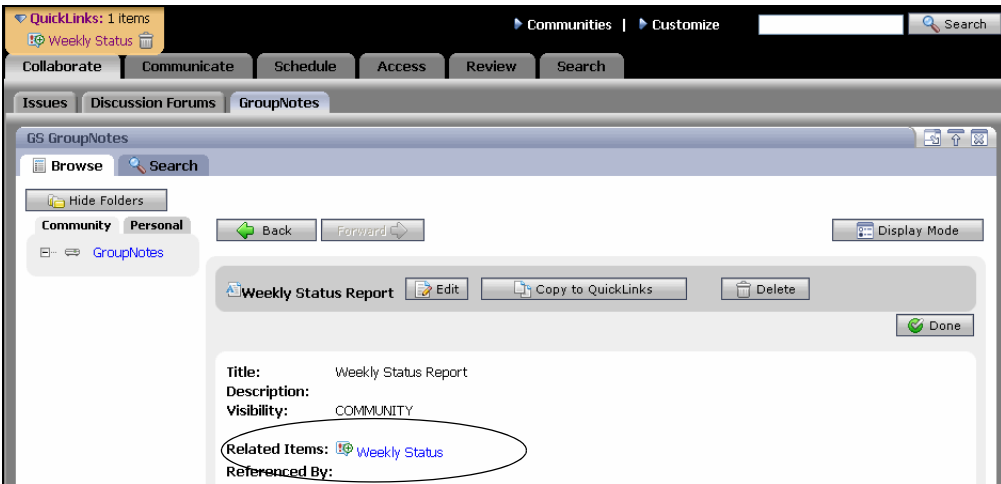 QuickLinks: 1 items
Weekly Status
Communities | Customize
Search
Collaborate Communicate Schedule Access Review Search
Issues Discussion Forums GroupNotes
GS GroupNotes
Browse Search
Hide Folders
Community Personal
GroupNotes
Back Forward Display Mode
Weekly Status Report Edit Copy to QuickLinks Delete
Done
Title: Weekly Status Report
Description:
Visibility: COMMUNITY
Related Items: Weekly Status
Referenced By: